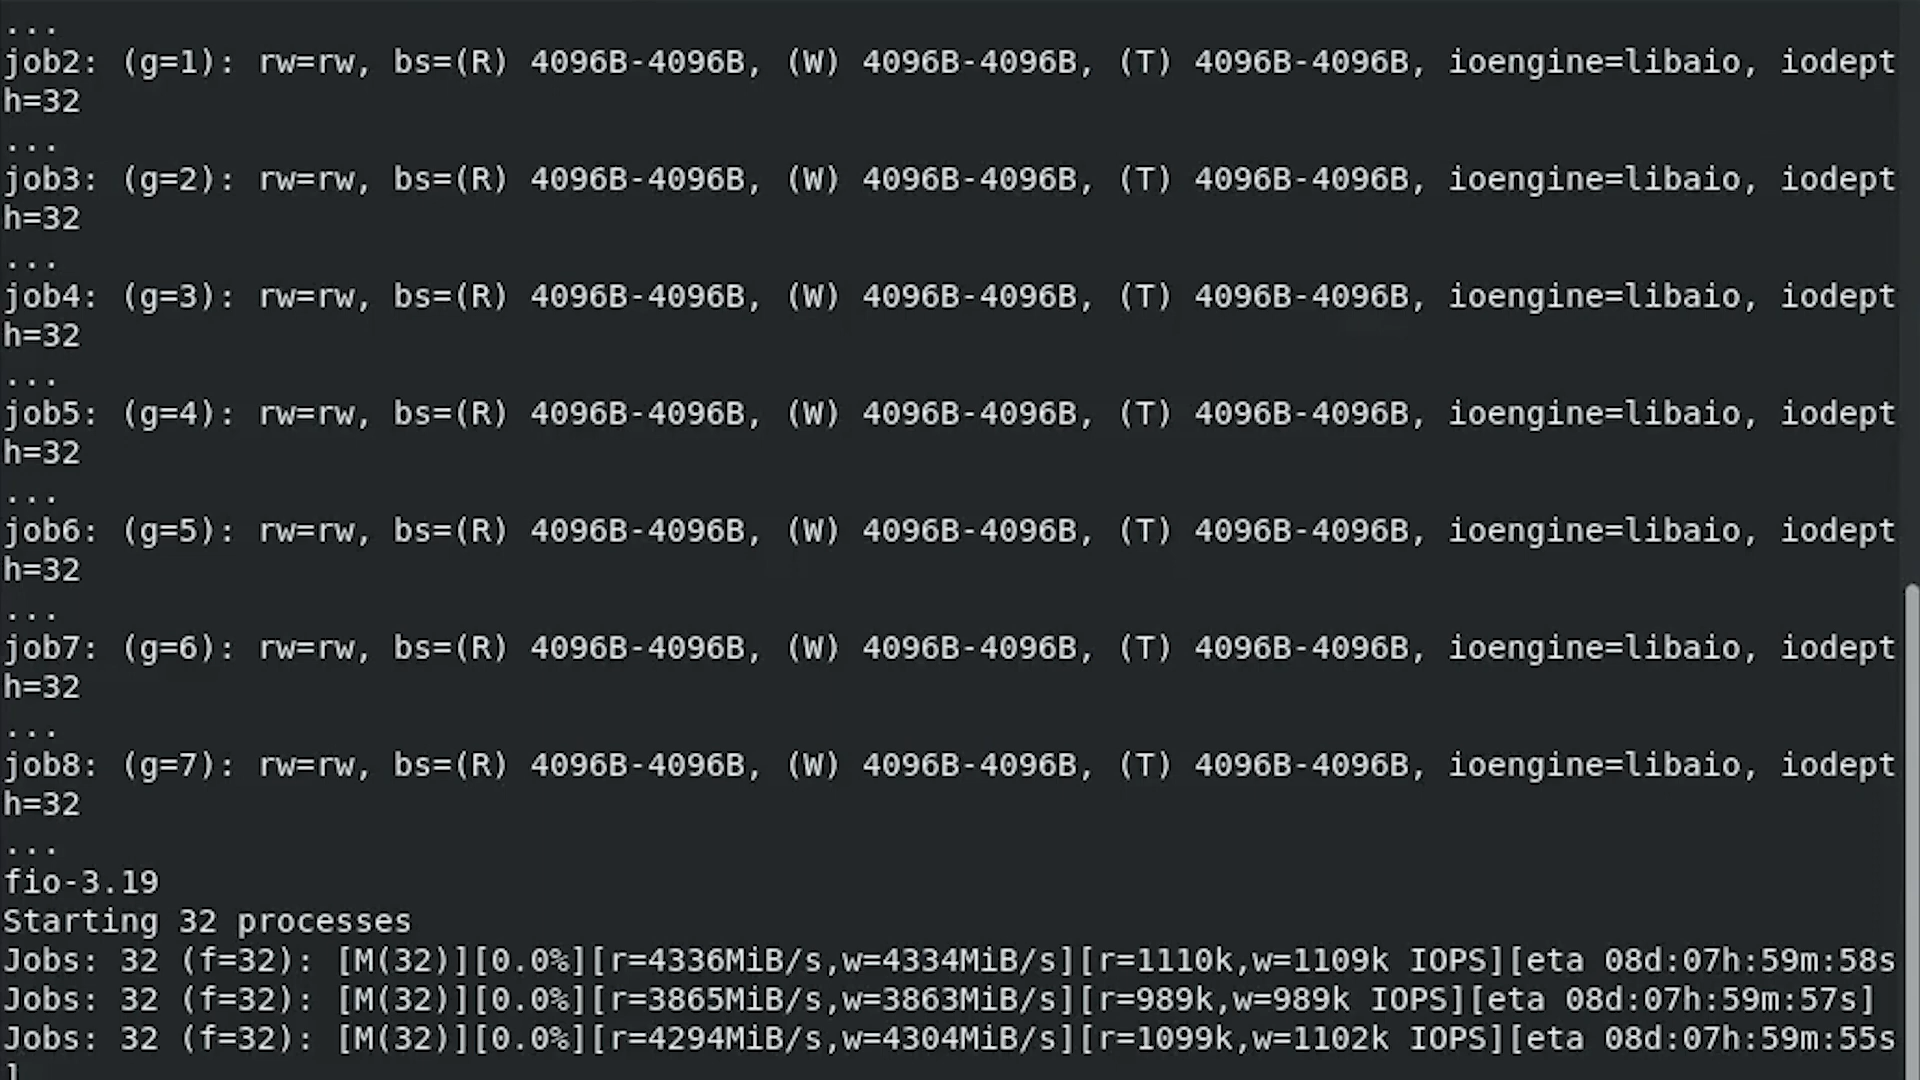 ...
job2: (g=1): rw=rw, bs=(R) 4096B-4096B, (W) 4096B-4096B, (T) 4096B-4096B, ioengine=libaio, iodept
h=32
...
job3: (g=2): rw=rw, bs=(R) 4096B-4096B, (W) 4096B-4096B, (T) 4096B-4096B, ioengine=libaio, iodept
h=32
...
job4: (g=3): rw=rw, bs=(R) 4096B-4096B, (W) 4096B-4096B, (T) 4096B-4096B, ioengine=libaio, iodept
h=32
...
job5: (g=4): rw=rw, bs=(R) 4096B-4096B, (W) 4096B-4096B, (T) 4096B-4096B, ioengine=libaio, iodept
h=32
...
job6: (g=5): rw=rw, bs=(R) 4096B-4096B, (W) 4096B-4096B, (T) 4096B-4096B, ioengine=libaio, iodept
h=32
...
job7: (g=6): rw=rw, bs=(R) 4096B-4096B, (W) 4096B-4096B, (T) 4096B-4096B, ioengine=libaio, iodept
h=32
...
job8: (g=7): rw=rw, bs=(R) 4096B-4096B, (W) 4096B-4096B, (T) 4096B-4096B, ioengine=libaio, iodept
h=32
...
fio-3.19
Starting 32 processes
Jobs: 32 (f=32): [M(32)][0.0%][r=4336MiB/s,w=4334MiB/s][r=1110k,w=1109k IOPS][eta 08d:07h:59m:58s
Jobs: 32 (f=32): [M(32)][0.0%][r=3865MiB/s,w=3863MiB/s][r=989k,w=989k IOPS][eta 08d:07h:59m:57s]
Jobs: 32 (f=32): [M(32)][0.0%][r=4294MiB/s,w=4304MiB/s][r=1099k,w=1102k IOPS][eta 08d:07h:59m:55s
]